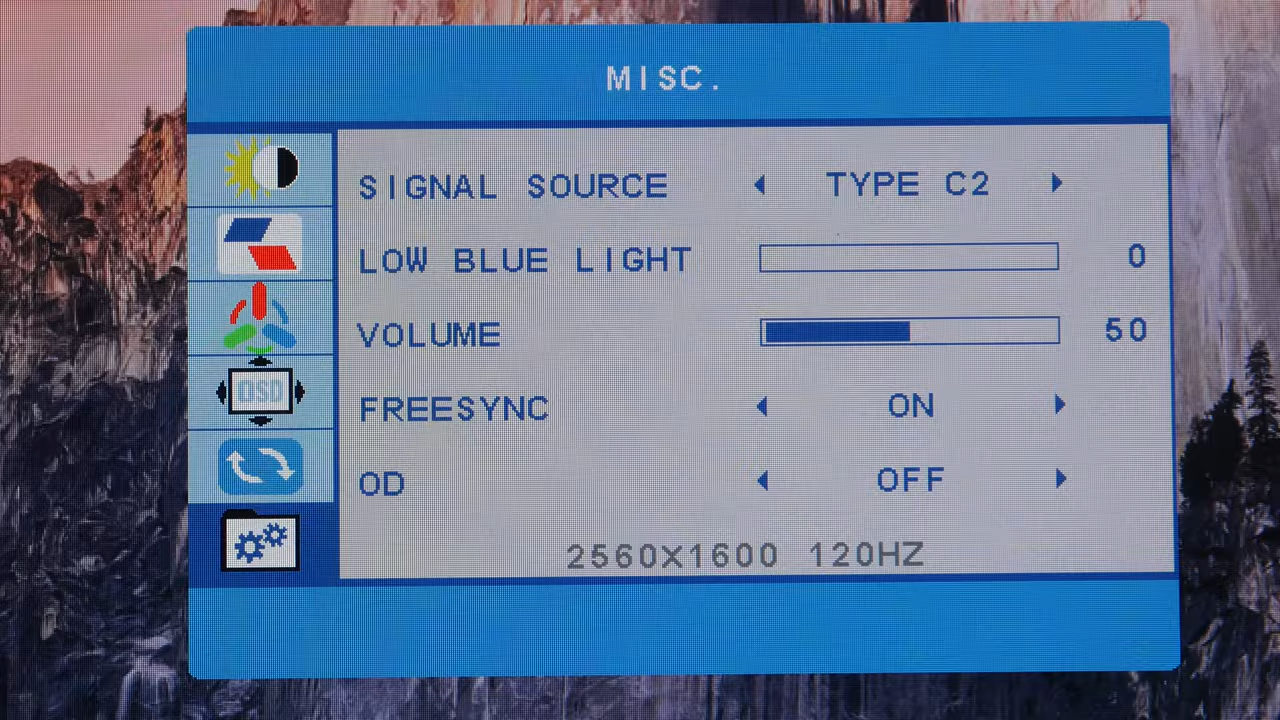 MISC.
SIGNAL SOURCE TYPE C2
LOW BLUE LIGHT 0
VOLUME 50
FREESYNC ON
OSD
OD OFF
2560X1600 120HZ